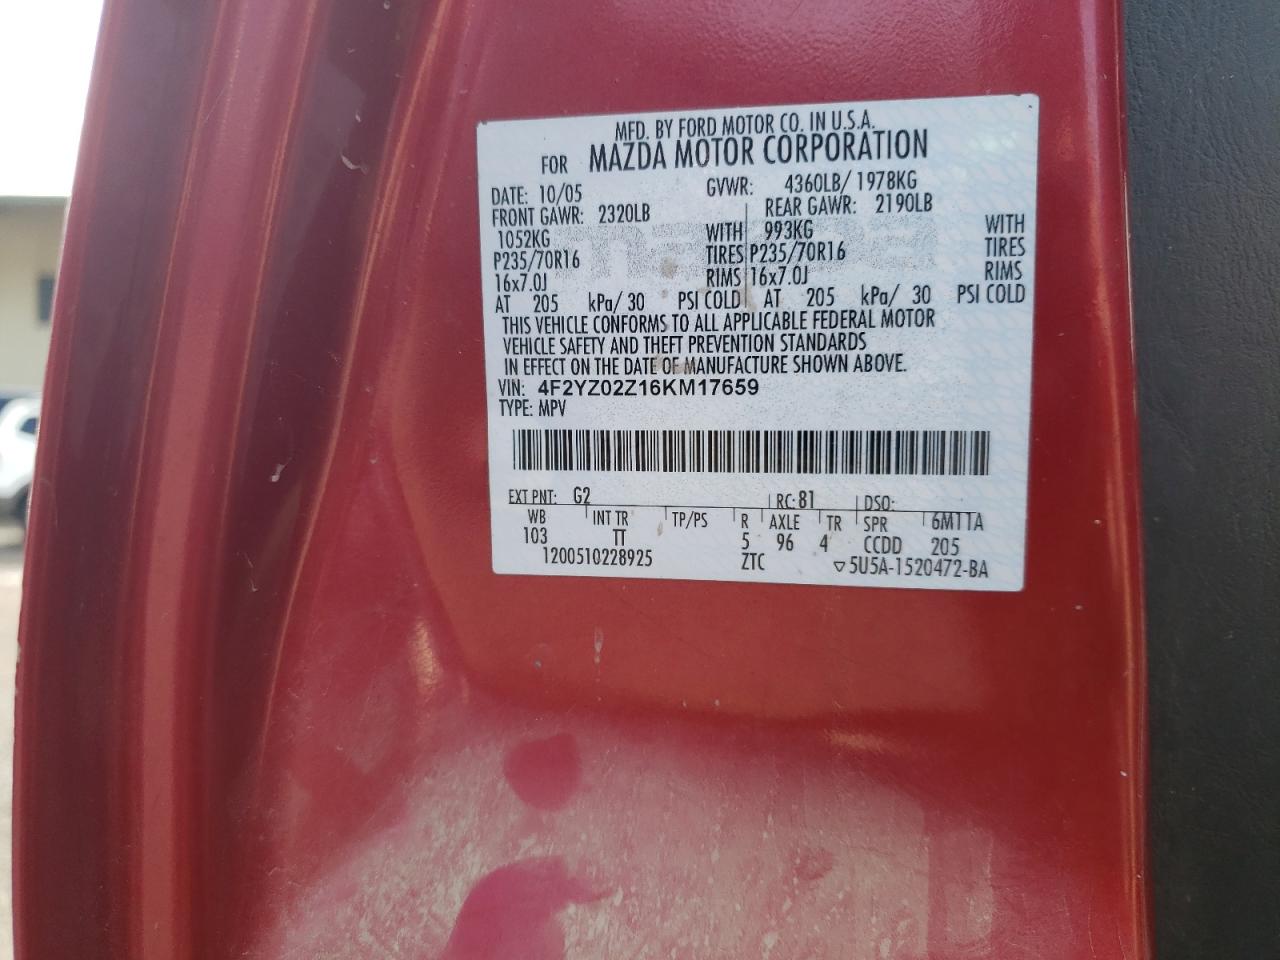 MFD. BY FORD MOTOR CO. IN U.S.A.
FOR MAZDA MOTOR CORPORATION
DATE: 10/05 GVWR: 4360LB/ 1978KG
FRONT GAWR: 2320LB REAR GAWR: 2190LB
1052KG WITH 993KG WITH
P235/70R16 TIRES P235/70R16 TIRES
16x7.0J RIMS 16x7.0J RIMS
AT 205 kPa/ 30 PSI COLD AT 205 kPa/ 30 PSI COLD
THIS VEHICLE CONFORMS TO ALL APPLICABLE FEDERAL MOTOR
VEHICLE SAFETY AND THEFT PREVENTION STANDARDS
IN EFFECT ON THE DATE OF MANUFACTURE SHOWN ABOVE.
VIN: 4F2YZ02Z16KM17659
TYPE: MPV
EXT PNT: G2 RC: 81 DSO:
WB INT TR TP/PS R AXLE TR SPR 6M11A
103 TT 5 96 4 CCDD 205
1200510228925 ZTC ▽5U5A-1520472-BA